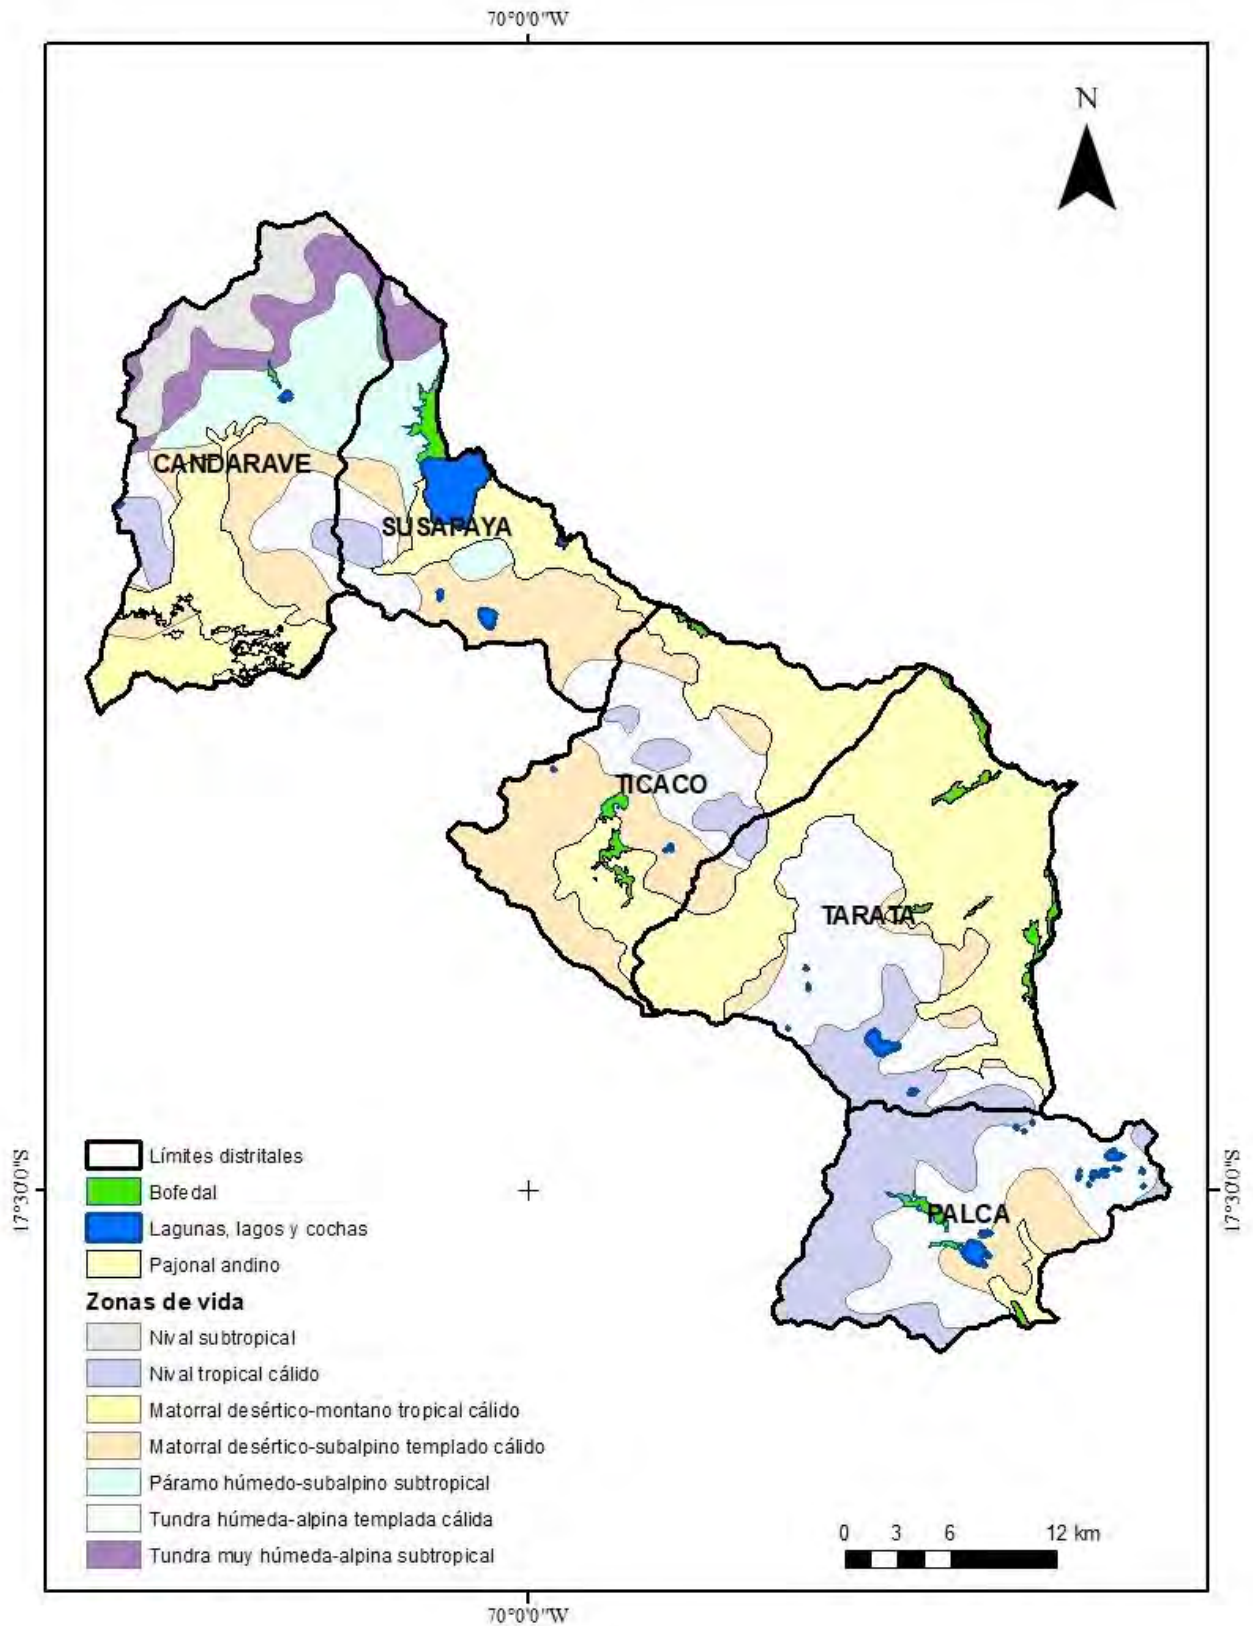 70°0'0"W
N
CANDARAVE
SUSAPAYA
TICACO
TARATA
PALCA
17°30'0"S
17°30'0"S
Límites distritales
Bofedal
Lagunas, lagos y cochas
Pajonal andino
Zonas de vida
Nival subtropical
Nival tropical cálido
Matorral desértico-montano tropical cálido
Matorral desértico-subalpino templado cálido
Páramo húmedo-subalpino subtropical
Tundra húmeda-alpina templada cálida
Tundra muy húmeda-alpina subtropical
0 3 6 12 km
70°0'0"W